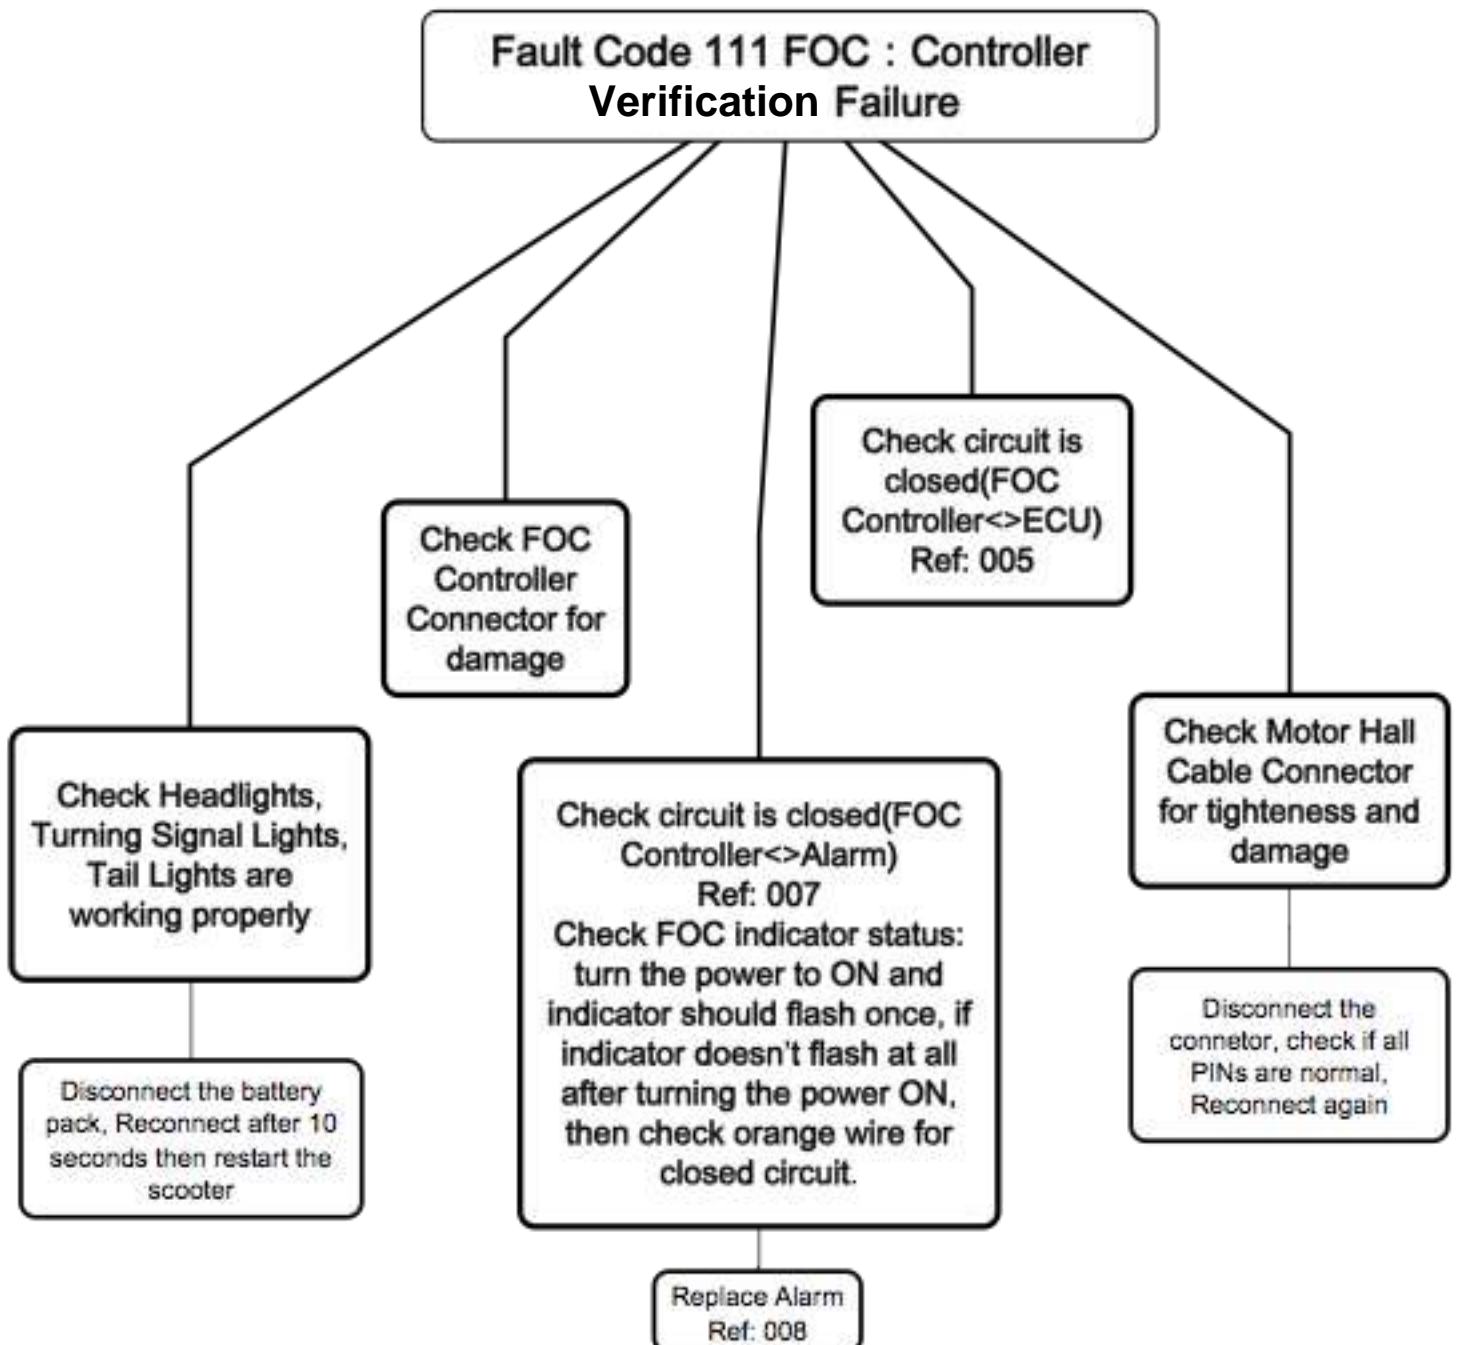 Fault Code 111 FOC : Controller
Verification Failure
Check Headlights,
Turning Signal Lights,
Tail Lights are
working properly
Disconnect the battery
pack, Reconnect after 10
seconds then restart the
scooter
Check FOC
Controller
Connector for
damage
Check circuit is closed(FOC
Controller<>Alarm)
Ref: 007
Check FOC indicator status:
turn the power to ON and
indicator should flash once, if
indicator doesn't flash at all
after turning the power ON,
then check orange wire for
closed circuit.
Replace Alarm
Ref: 008
Check circuit is
closed(FOC
Controller<>ECU)
Ref: 005
Check Motor Hall
Cable Connector
for tighteness and
damage
Disconnect the
connetor, check if all
PINs are normal,
Reconnect again